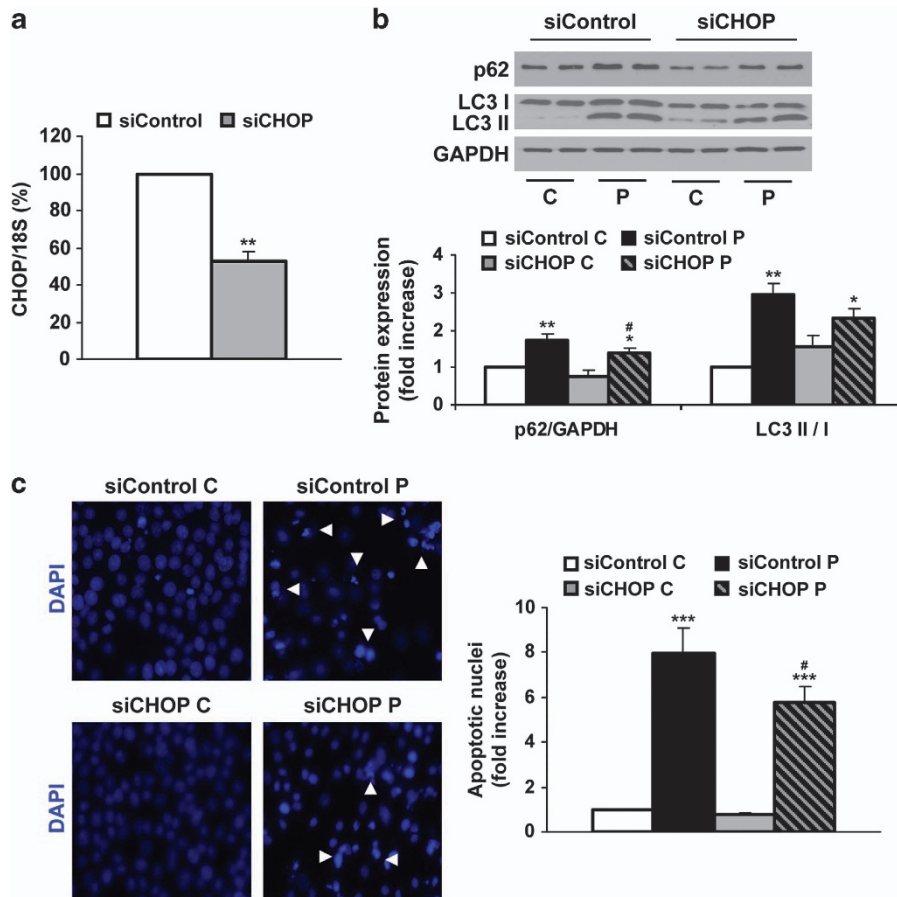 a
siControl siCHOP
120
100
80
60
40
20
0
CHOP/18S (%)
**
b
siControl siCHOP
p62
LC3 I
LC3 II
GAPDH
C P C P
siControl C siControl P
siCHOP C siCHOP P
Protein expression
(fold increase)
4
3
2
1
0
**
#
*
**
*
p62/GAPDH LC3 II / I
c
siControl C siControl P
DAPI
siCHOP C siCHOP P
DAPI
siControl C siControl P
siCHOP C siCHOP P
Apoptotic nuclei
(fold increase)
10
8
6
4
2
0
***
#
***